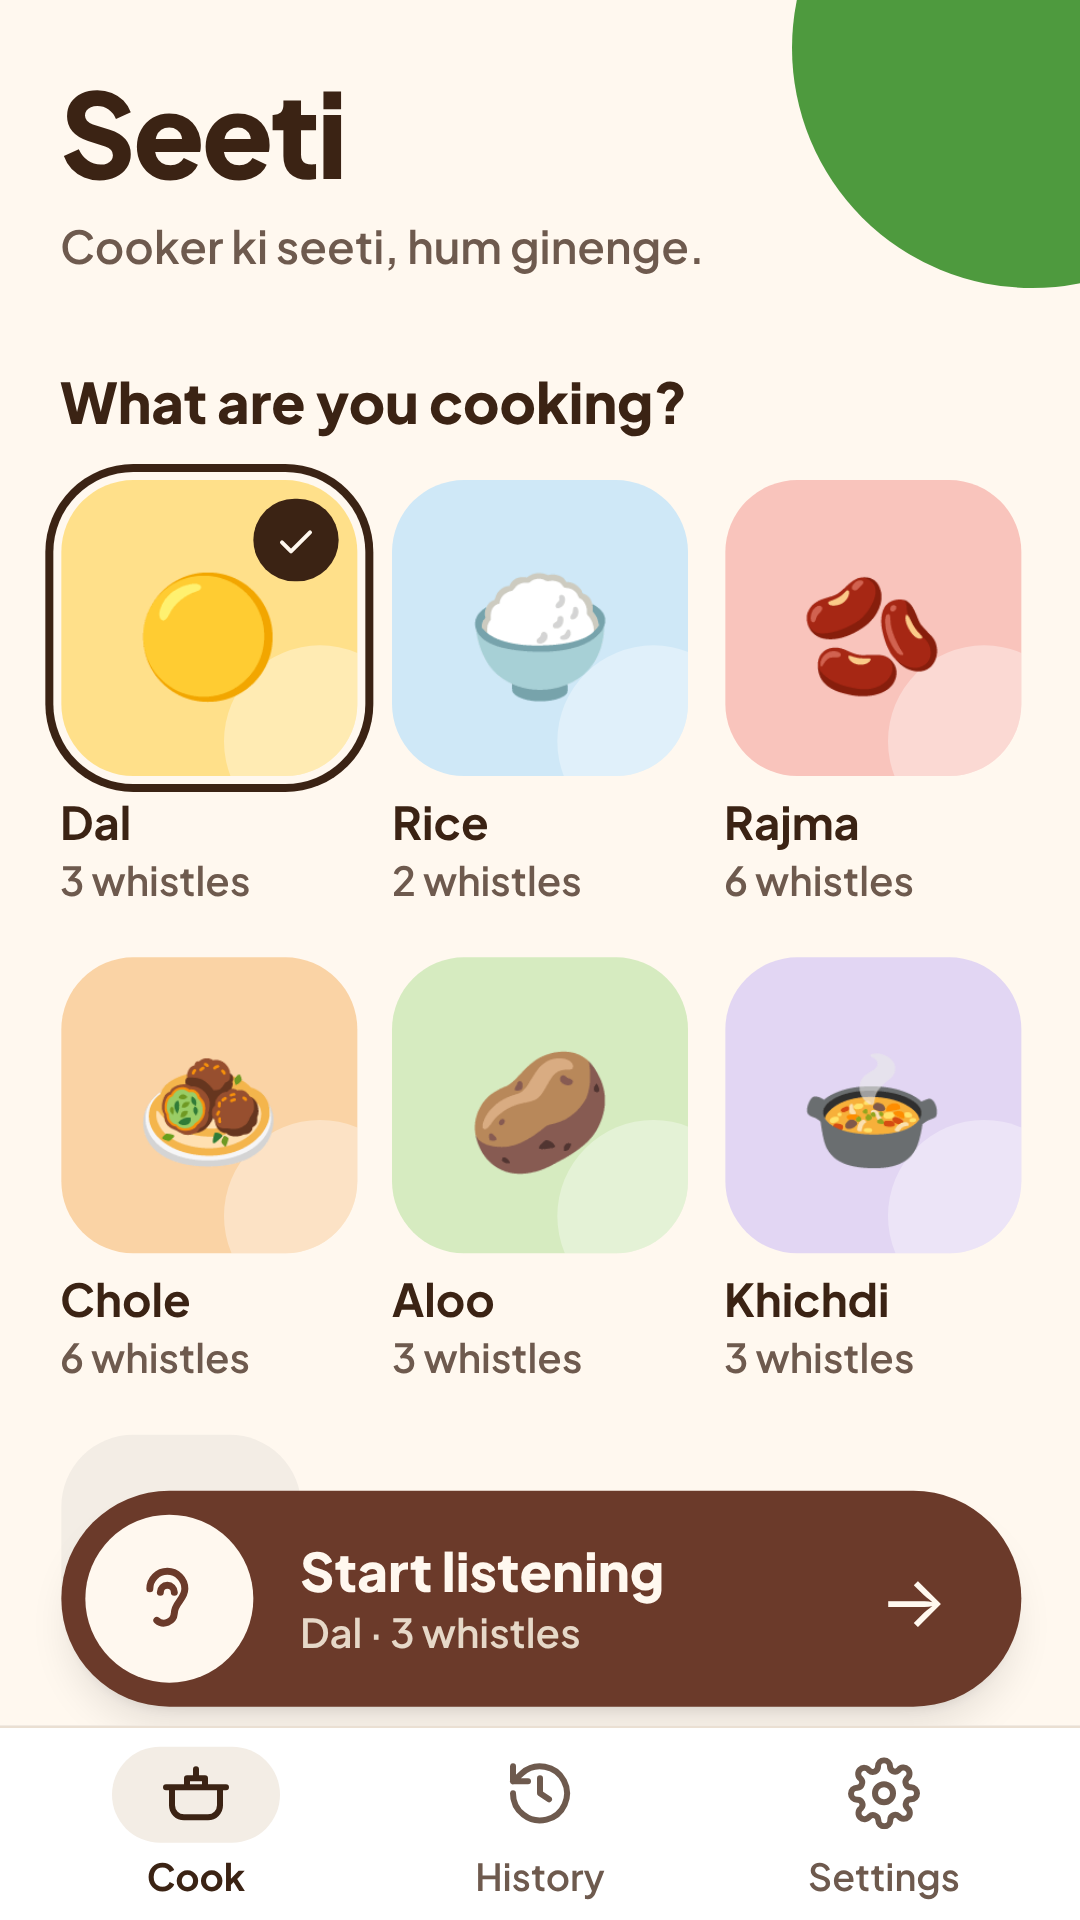 Seeti
Cooker ki seeti, hum ginenge.
What are you cooking?
Dal
3 whistles
Rice
2 whistles
Rajma
6 whistles
Chole
6 whistles
Aloo
3 whistles
Khichdi
3 whistles
Start listening
Dal · 3 whistles
Cook
History
Settings